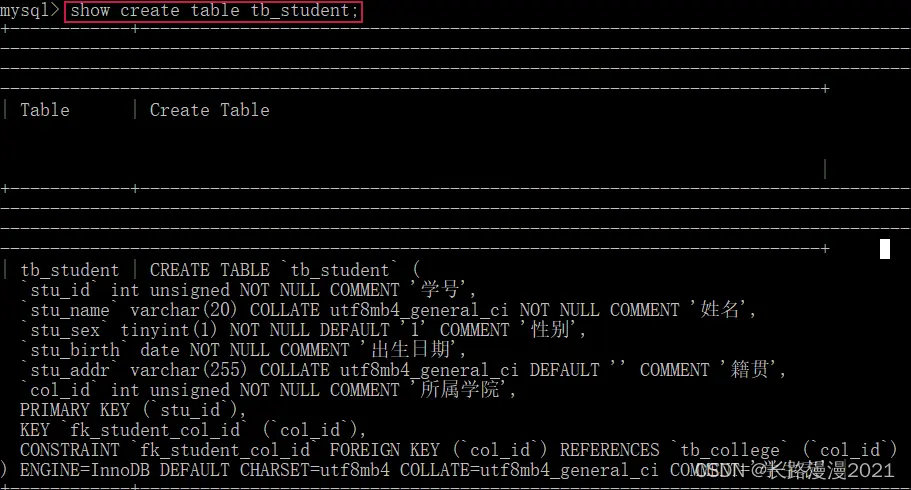 mysql> show create table tb_student;
| Table | Create Table
|
| tb_student | CREATE TABLE `tb_student` (
`stu_id` int unsigned NOT NULL COMMENT '学号',
`stu_name` varchar(20) COLLATE utf8mb4_general_ci NOT NULL COMMENT '姓名',
`stu_sex` tinyint(1) NOT NULL DEFAULT '1' COMMENT '性别',
`stu_birth` date NOT NULL COMMENT '出生日期',
`stu_addr` varchar(255) COLLATE utf8mb4_general_ci DEFAULT '' COMMENT '籍贯',
`col_id` int unsigned NOT NULL COMMENT '所属学院',
PRIMARY KEY (`stu_id`),
KEY `fk_student_col_id` (`col_id`),
CONSTRAINT `fk_student_col_id` FOREIGN KEY (`col_id`) REFERENCES `tb_college` (`col_id`)
) ENGINE=InnoDB DEFAULT CHARSET=utf8mb4 COLLATE=utf8mb4_general_ci COMMENT=
CSDN @长路漫漫2021